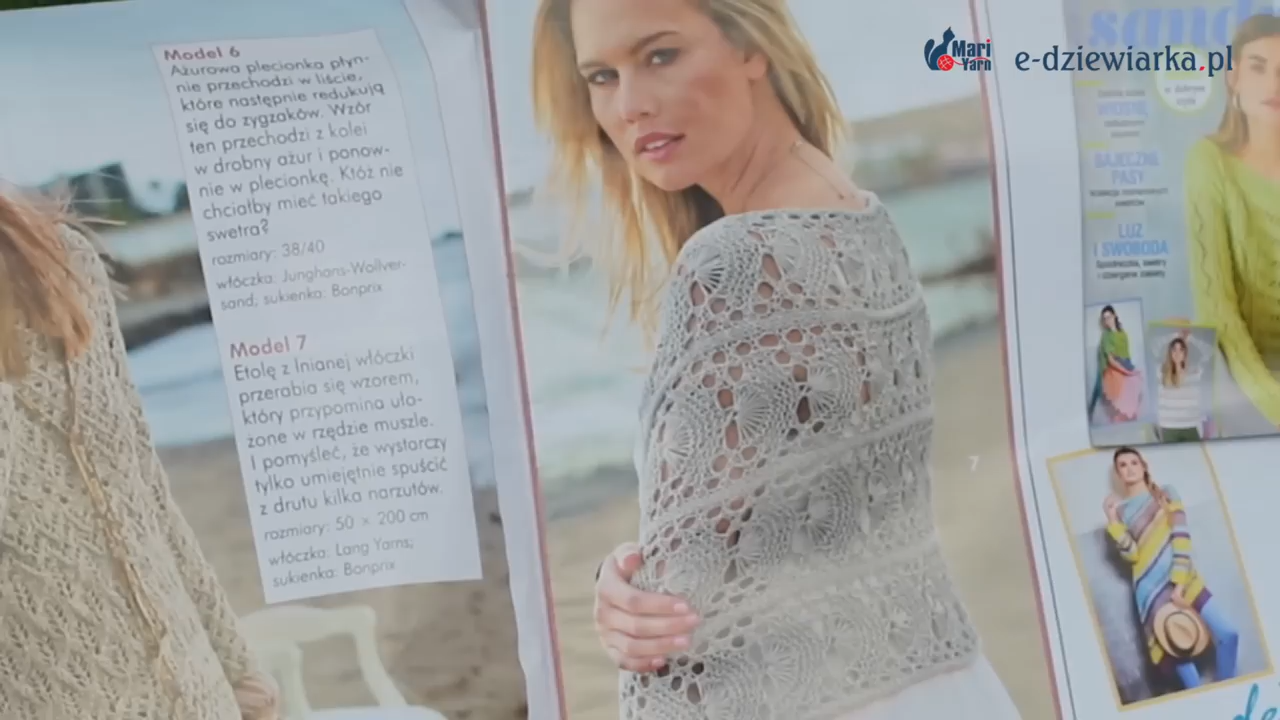 Model 6
Ażurowa plecionka płyn-
nie przechodzi w liście,
które następnie redukują
się do zygzaków. Wzór
ten przechodzi z kolei
w drobny ażur i ponow-
nie w plecionkę. Któż nie
chciałby mieć takiego
swetra?
rozmiary: 38/40
włóczka: Junghans-Wollver-
sand; sukienka: Bonprix
Model 7
Etolę z lnianej włóczki
przerabia się wzorem,
który przypomina uło-
żone w rzędzie muszle.
I pomyśleć, że wystarczy
tylko umiejętnie spuścić
z drutu kilka narzutów.
rozmiary: 50 × 200 cm
włóczka: Lang Yarns;
sukienka: Bonprix
7
Mari
Yarn
e-dziewiarka.pl
BAJECZNE
PASY
LUZ
I SWOBODA